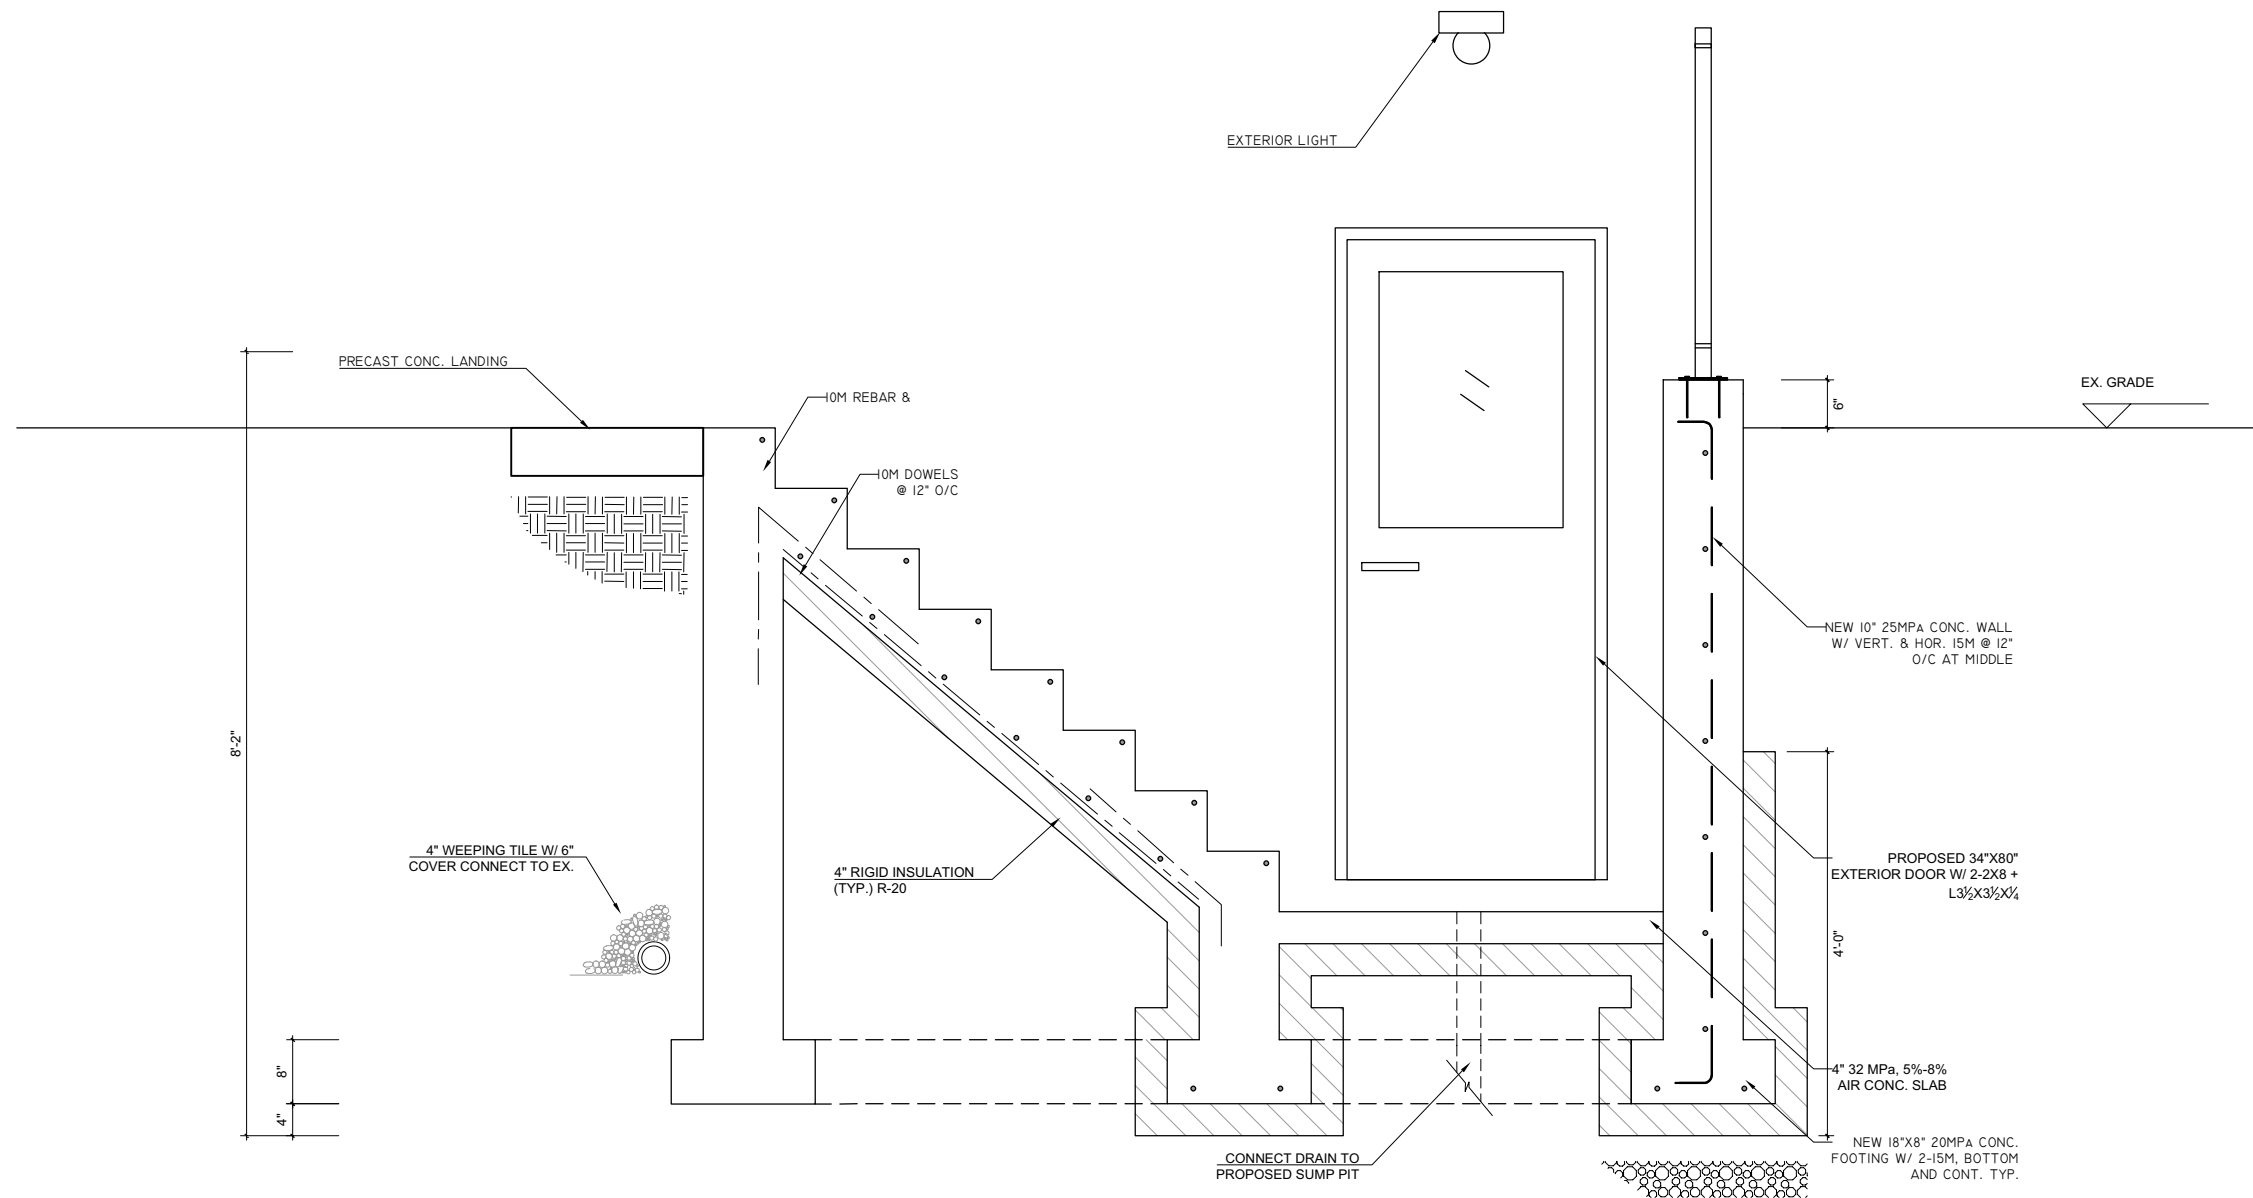 EXTERIOR LIGHT
PRECAST CONC. LANDING
10M REBAR &
10M DOWELS
@ 12" O/C
6"
EX. GRADE
8'-2"
NEW 10" 25MPA CONC. WALL
W/ VERT. & HOR. 15M @ 12"
O/C AT MIDDLE
4" WEEPING TILE W/ 6"
COVER CONNECT TO EX.
4" RIGID INSULATION
(TYP.) R-20
PROPOSED 34"X80"
EXTERIOR DOOR W/ 2-2X8 +
L3½X3½X¼
4'-0"
8"
4"
4" 32 MPa, 5%-8%
AIR CONC. SLAB
CONNECT DRAIN TO
PROPOSED SUMP PIT
NEW 18"X8" 20MPA CONC.
FOOTING W/ 2-15M, BOTTOM
AND CONT. TYP.